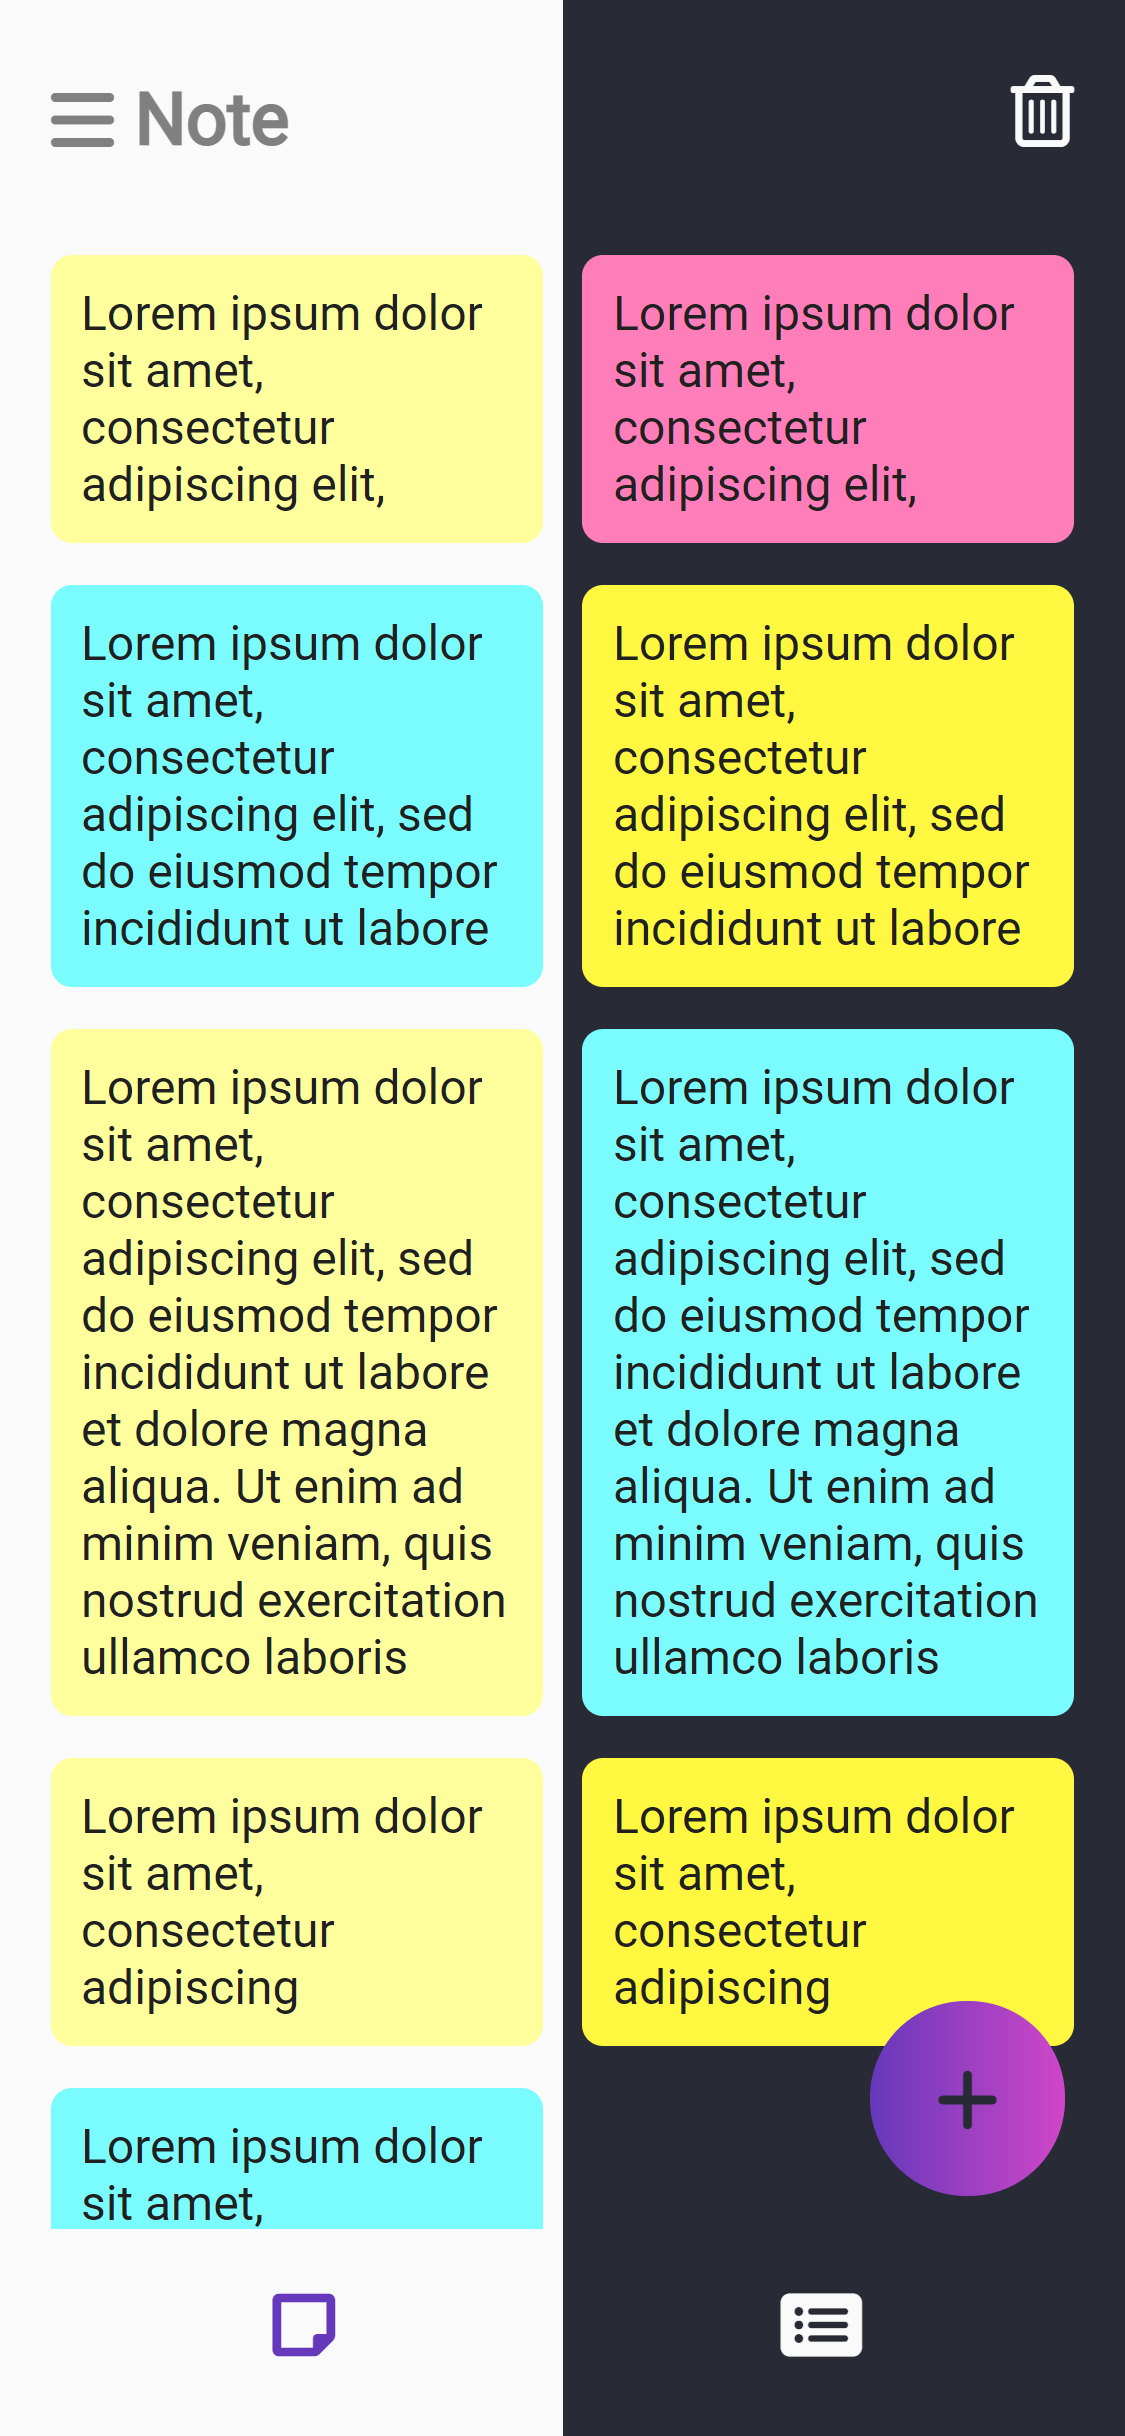 Note
Lorem ipsum dolor
sit amet,
consectetur
adipiscing elit,
Lorem ipsum dolor
sit amet,
consectetur
adipiscing elit,
Lorem ipsum dolor
sit amet,
consectetur
adipiscing elit, sed
do eiusmod tempor
incididunt ut labore
Lorem ipsum dolor
sit amet,
consectetur
adipiscing elit, sed
do eiusmod tempor
incididunt ut labore
Lorem ipsum dolor
sit amet,
consectetur
adipiscing elit, sed
do eiusmod tempor
incididunt ut labore
et dolore magna
aliqua. Ut enim ad
minim veniam, quis
nostrud exercitation
ullamco laboris
Lorem ipsum dolor
sit amet,
consectetur
adipiscing elit, sed
do eiusmod tempor
incididunt ut labore
et dolore magna
aliqua. Ut enim ad
minim veniam, quis
nostrud exercitation
ullamco laboris
Lorem ipsum dolor
sit amet,
consectetur
adipiscing
Lorem ipsum dolor
sit amet,
consectetur
adipiscing
Lorem ipsum dolor
sit amet,